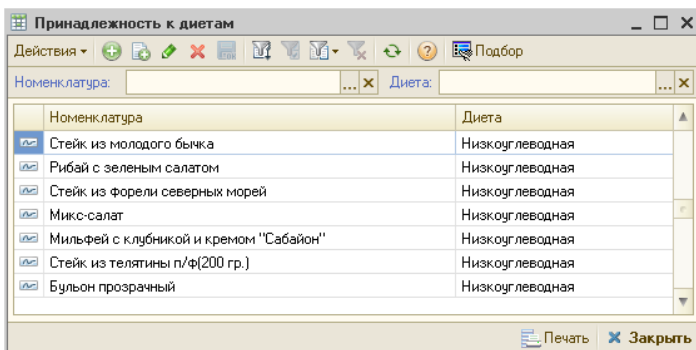 Принадлежность к диетам
Действия Подбор
Номенклатура: ... Диета: ...
Номенклатура Диета
Стейк из молодого бычка Низкоуглеводная
Рибай с зеленым салатом Низкоуглеводная
Стейк из форели северных морей Низкоуглеводная
Микс-салат Низкоуглеводная
Мильфей с клубникой и кремом "Сабайон" Низкоуглеводная
Стейк из телятины п/ф(200 гр.) Низкоуглеводная
Бульон прозрачный Низкоуглеводная
Печать Закрыть